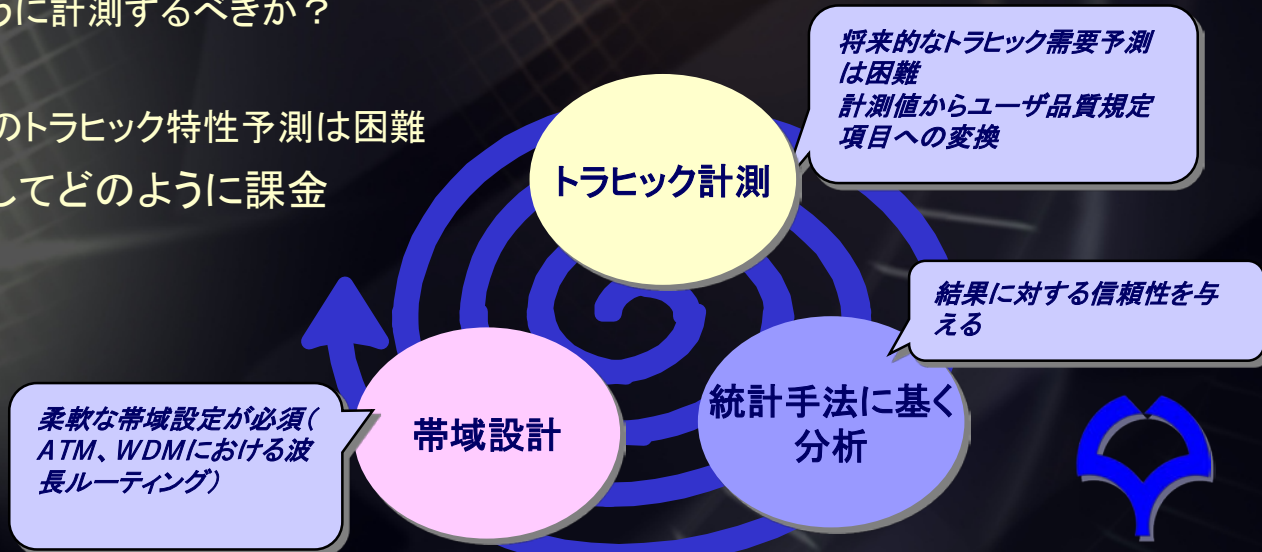 うに計測するべきか？
のトラヒック特性予測は困難
してどのように課金
将来的なトラヒック需要予測
は困難
計測値からユーザ品質規定
項目への変換
トラヒック計測
結果に対する信頼性を与
える
統計手法に基く
分析
帯域設計
柔軟な帯域設定が必須（
ATM、WDMにおける波
長ルーティング）